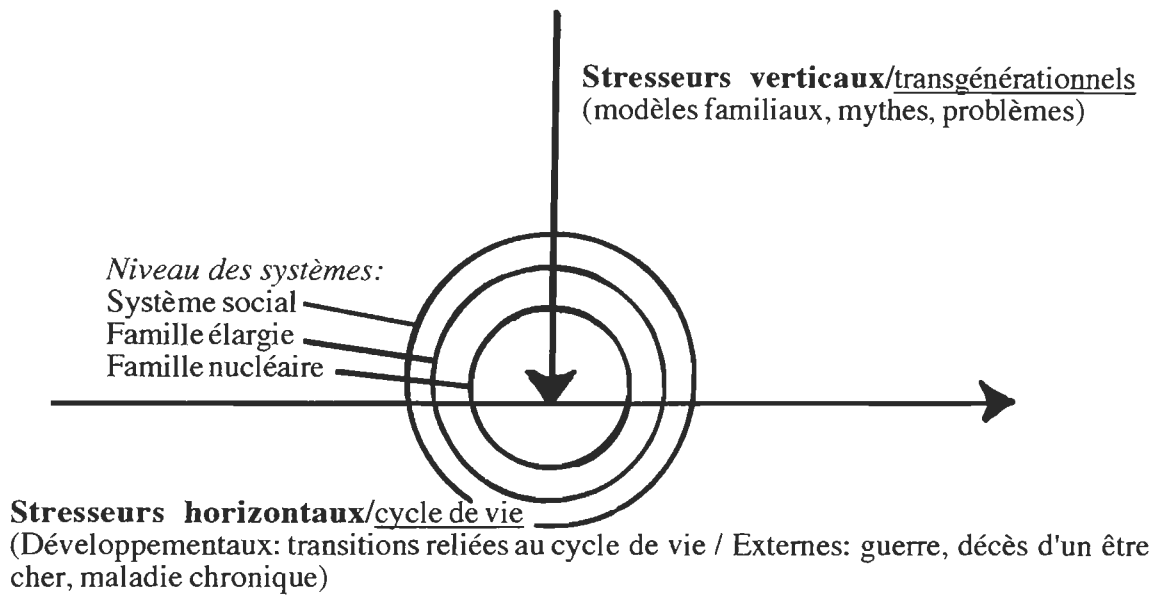 Stresseurs verticaux/transgénérationnels
(modèles familiaux, mythes, problèmes)
Niveau des systèmes:
Système social
Famille élargie
Famille nucléaire
Stresseurs horizontaux/cycle de vie
(Développementaux: transitions reliées au cycle de vie / Externes: guerre, décès d'un être
cher, maladie chronique)